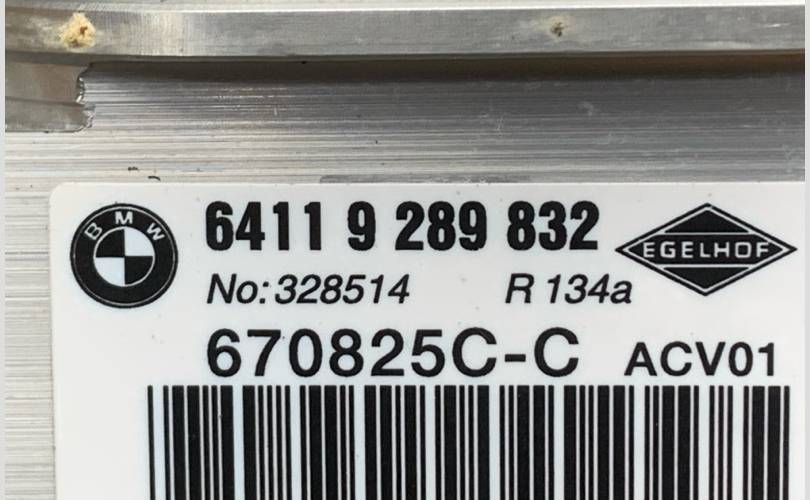 BMW
6411 9 289 832
EGELHOF
No: 328514 R 134a
670825C-C ACV01